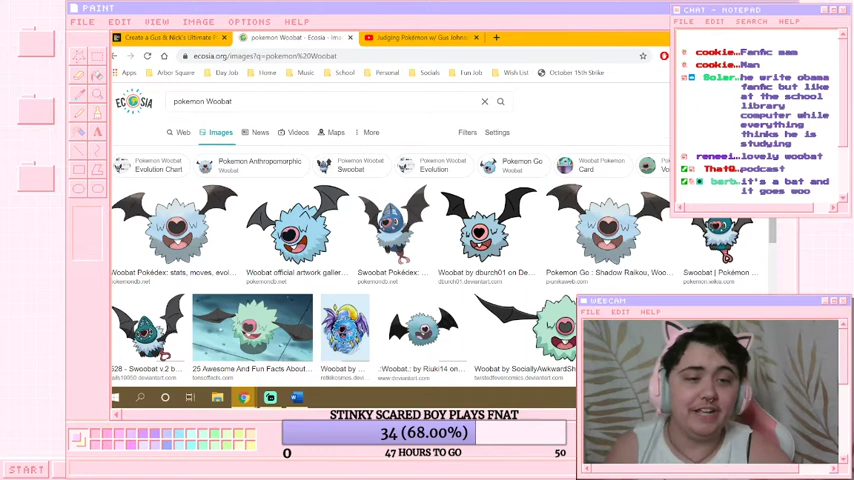 PAINT
FILE EDIT VIEW IMAGE OPTIONS
Create a Gus & Nick's Ultimate
pokemon Woobat - Ecosia - Ima
Judging Pokémon w/ Gus Johns
ecosia.org/images?q=pokemon%20Woobat
Apps Arbor Square Day Job Home Music Social Socials Fun Job Wish List October 15th Strike
ECOSIA
pokemon Woobat
Web Images News Videos Maps More Filters Settings
Pokemon Woobat
Evolution Chart
Pokemon Anthropomorphic
Woobat
Pokemon Woobat
Swoobat
Pokemon Woobat
Evolution
Pokemon Go
Woobat
Woobat Pokemon
Card
Woobat Pokédex: stats, moves, evol...
pokemondb.net
Woobat official artwork galler...
pokemondb.net
Swoobat Pokédex: ...
pokemondb.net
Woobat by dburch01 on De...
dburch01.deviantart.com
Pokemon Go : Shadow Raikou, Woo...
pumkaweb.com
Swoobat | Pokémon ...
pokemon.wikia.com
528 - Swoobat v.2 b...
25 Awesome And Fun Facts About...
tonsoffacts.com
Woobat by ...
.:Woobat.: by Riuki14 on ...
www.deviantart.com
Woobat by SociallyAwkwardSh
twistedfevercomics.deviantart.com
STINKY SCARED BOY PLAYS FNAT
34 (68.00%)
0
47 HOURS TO GO
50
START
CHAT - NOTEPAD
FILE EDIT SEARCH HELP
cookie.. Fanfic mam
cookie.. Man
Solar.. he write obama
fanfic but like
at the school
library
computer while
everything
thinks he is
studying
reneei.. lovely woobat
ThatQ.. podcast
barb.. it's a bat and
it goes woo
WEBCAM
FILE EDIT HELP